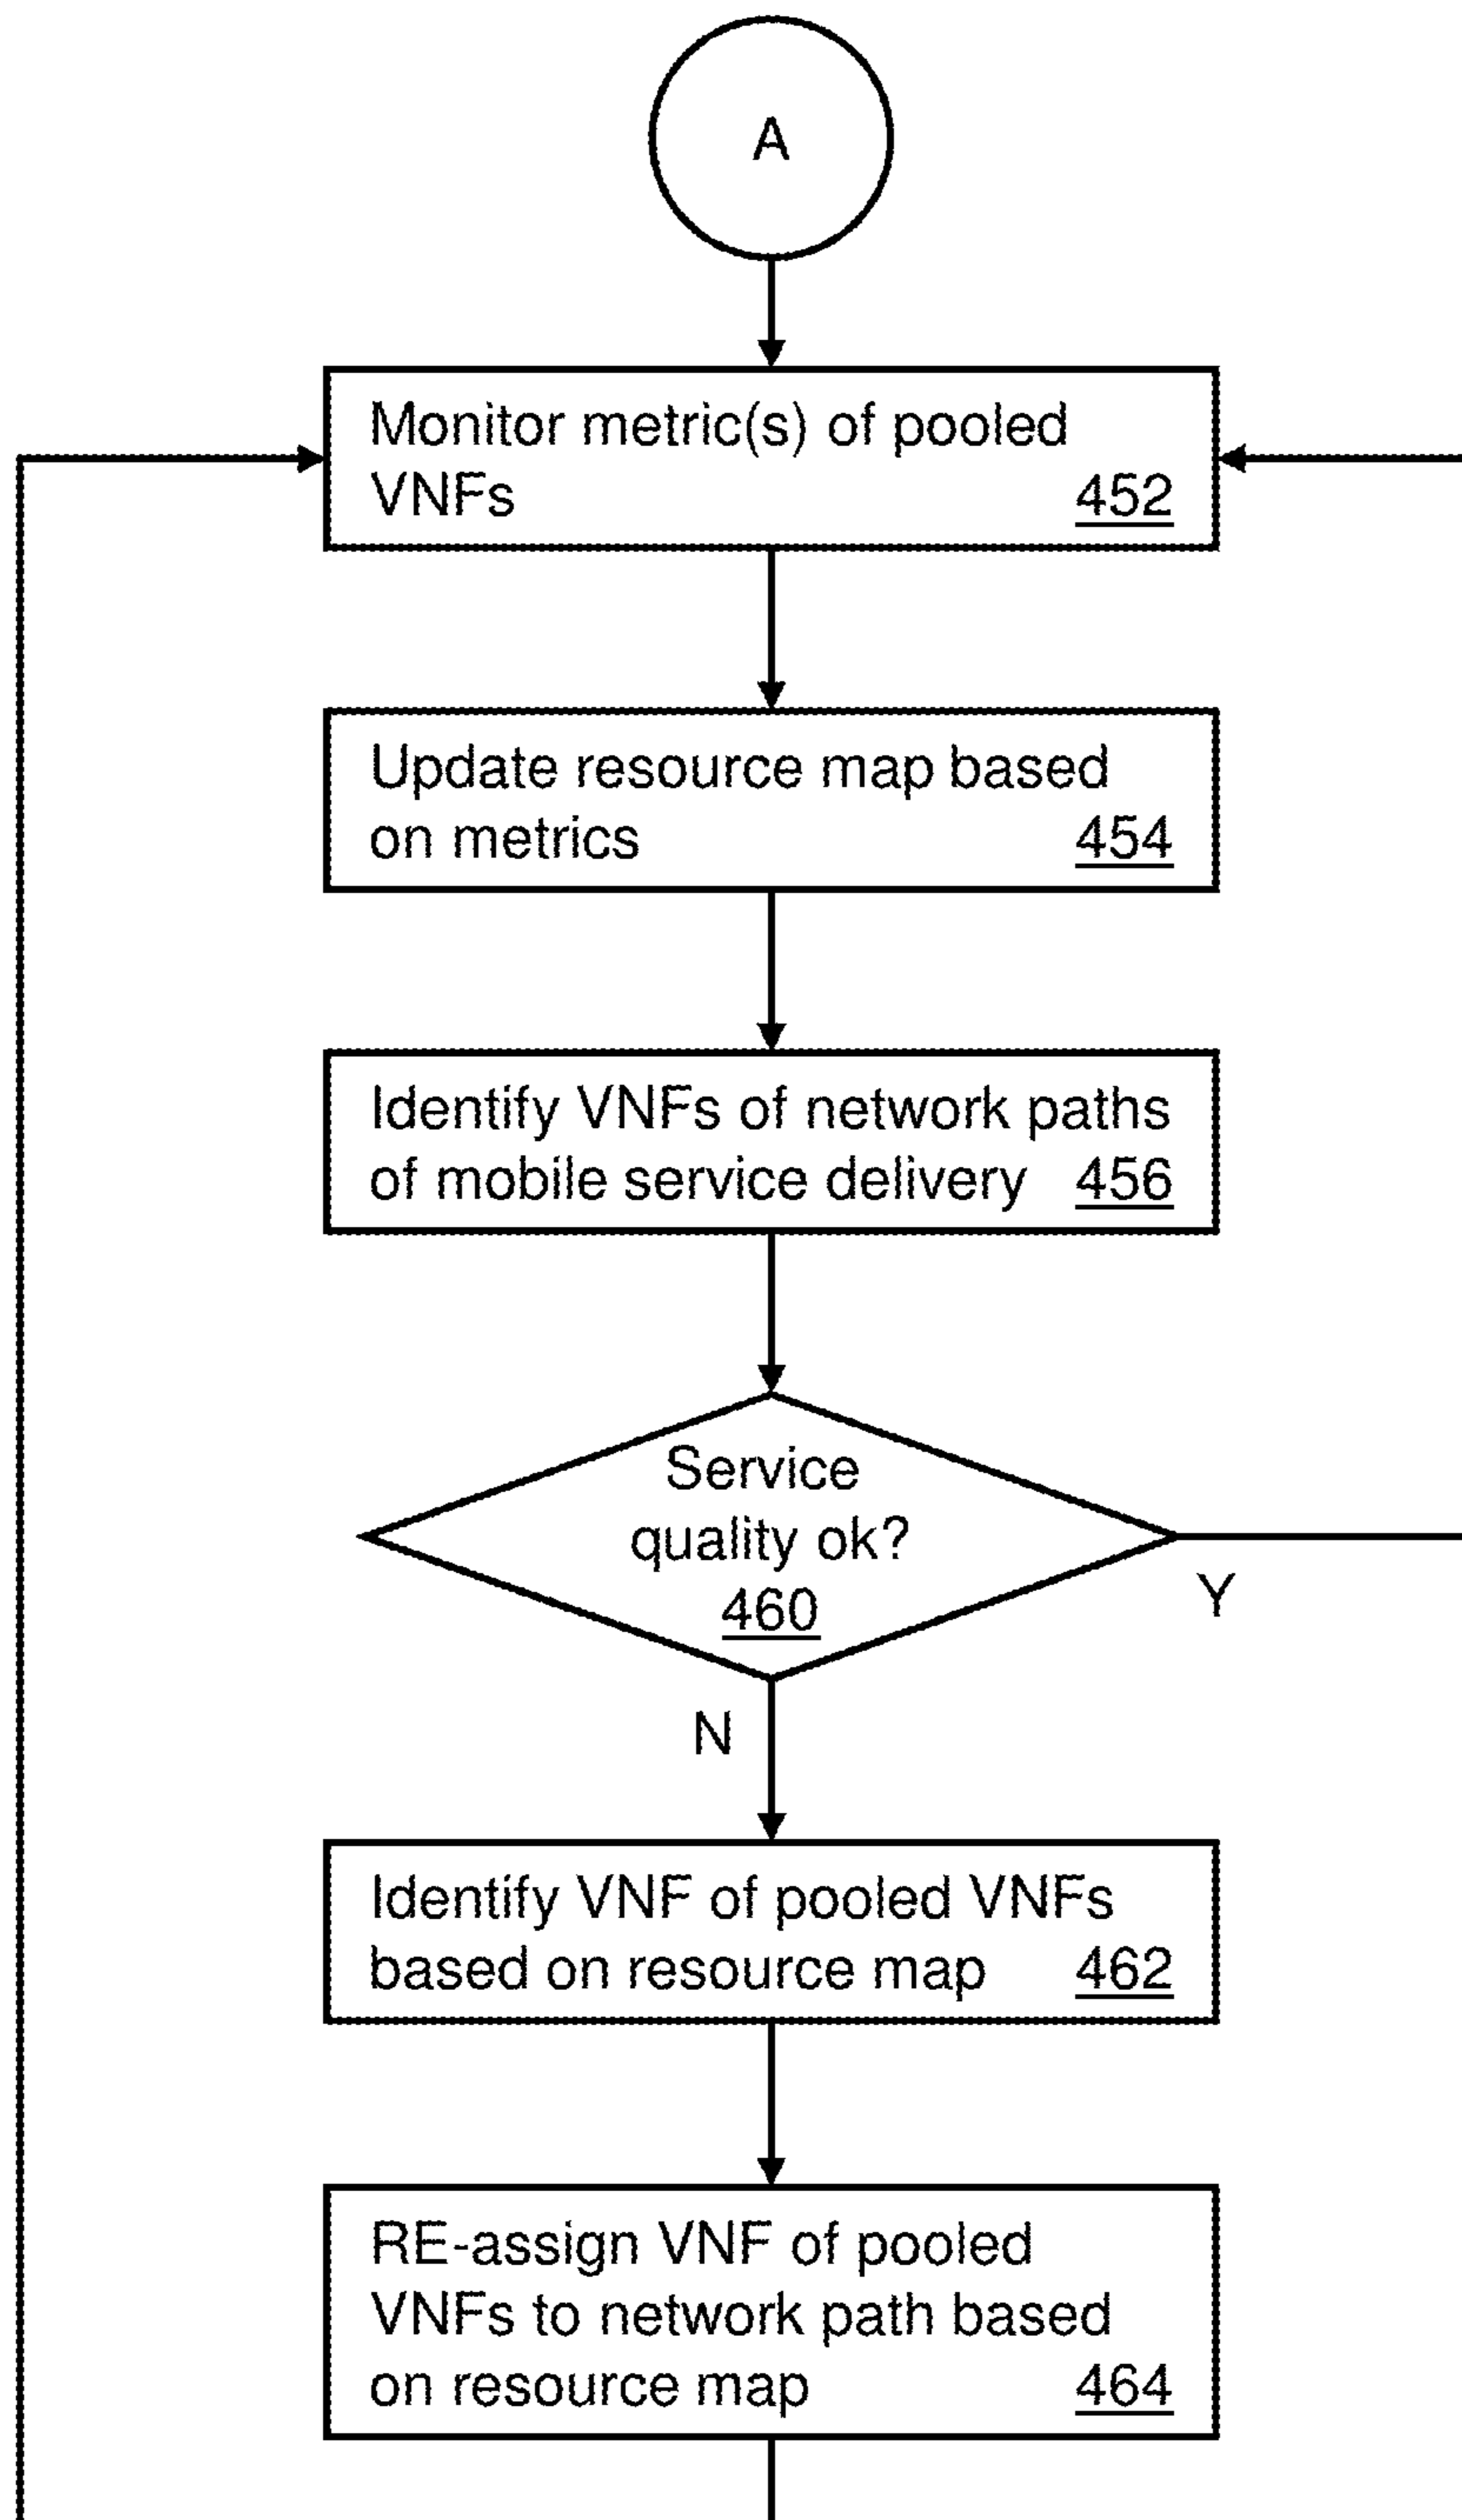 A
Monitor metric(s) of pooled
VNFs 452
Update resource map based
on metrics 454
Identify VNFs of network paths
of mobile service delivery 456
Service
quality ok?
460
Y
N
Identify VNF of pooled VNFs
based on resource map 462
RE-assign VNF of pooled
VNFs to network path based
on resource map 464